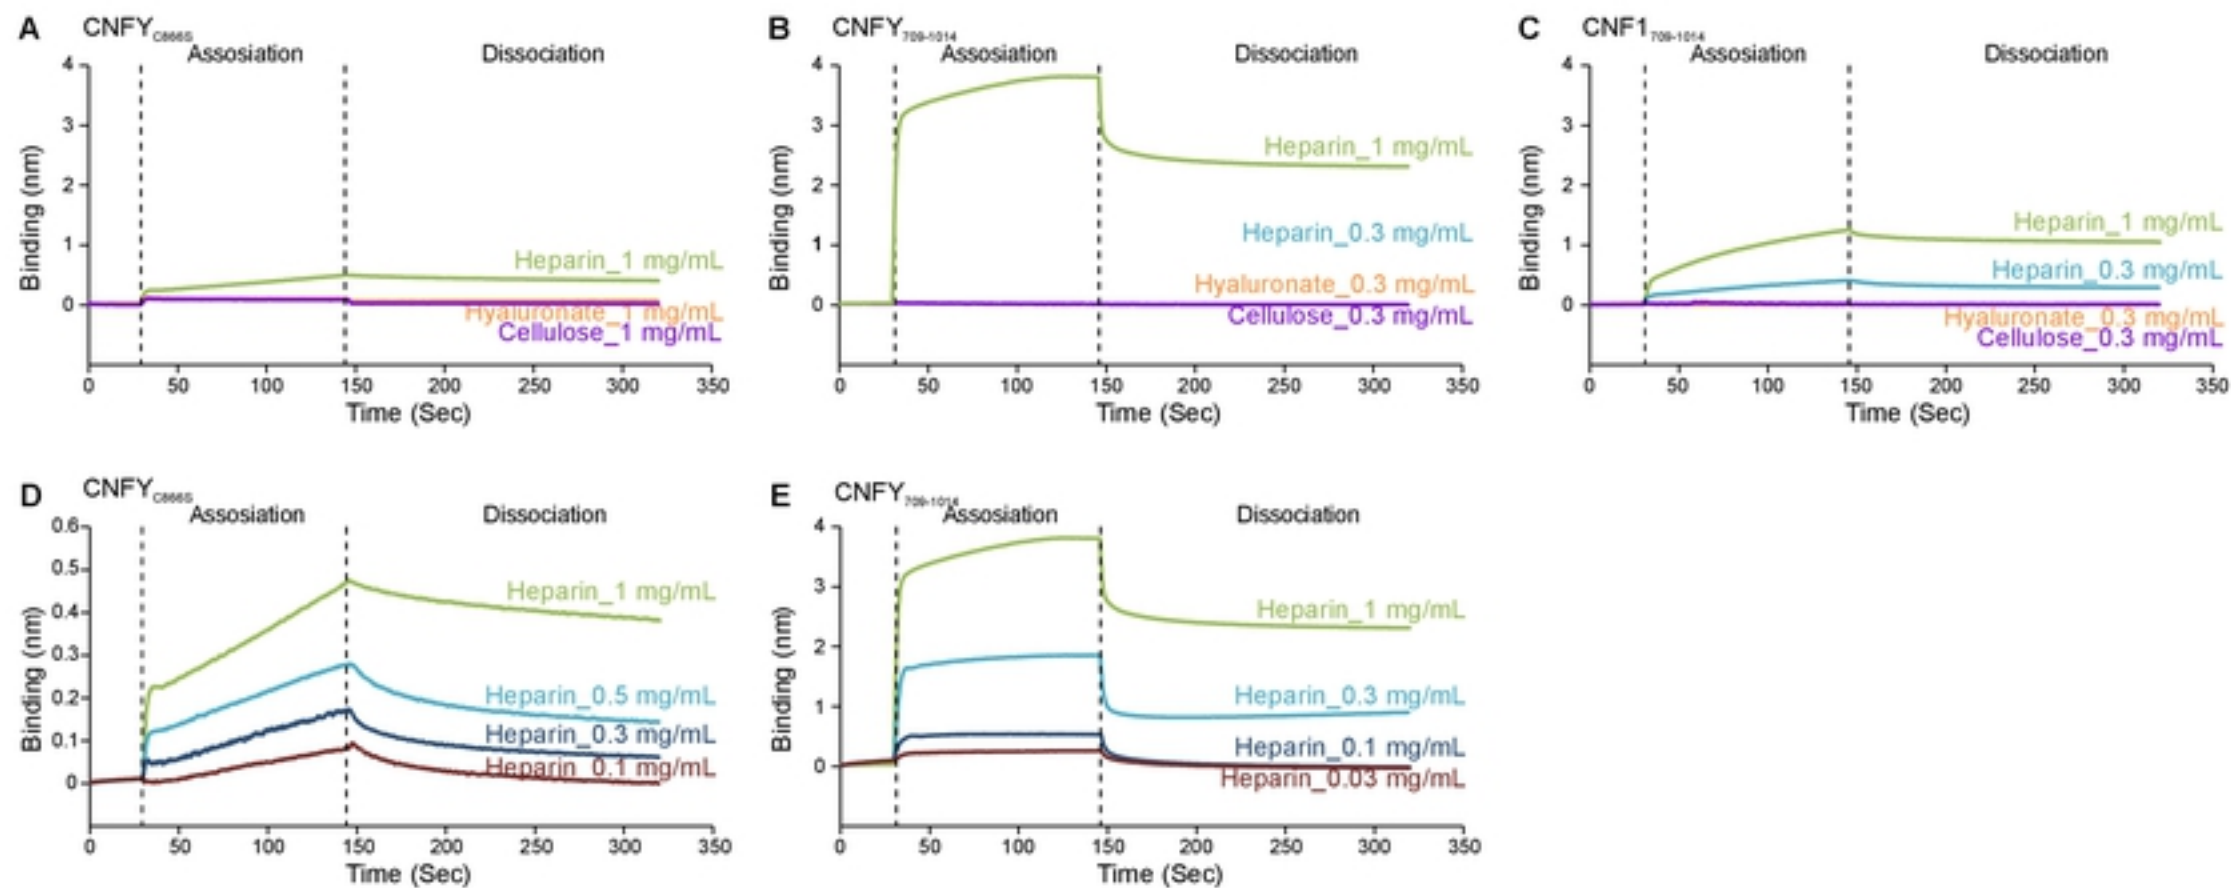 A CNFY C866S
Assosiation Dissociation
4
3
2
1
0
Binding (nm)
Heparin_1 mg/mL
Hyaluronate_1 mg/mL
Cellulose_1 mg/mL
0 50 100 150 200 250 300 350
Time (Sec)
B CNFY 709-1014
Assosiation Dissociation
4
3
2
1
0
Binding (nm)
Heparin_1 mg/mL
Heparin_0.3 mg/mL
Hyaluronate_0.3 mg/mL
Cellulose_0.3 mg/mL
0 50 100 150 200 250 300 350
Time (Sec)
C CNF1 709-1014
Assosiation Dissociation
4
3
2
1
0
Binding (nm)
Heparin_1 mg/mL
Heparin_0.3 mg/mL
Hyaluronate_0.3 mg/mL
Cellulose_0.3 mg/mL
0 50 100 150 200 250 300 350
Time (Sec)
D CNFY C866S
Assosiation Dissociation
0.6
0.5
0.4
0.3
0.2
0.1
0
Binding (nm)
Heparin_1 mg/mL
Heparin_0.5 mg/mL
Heparin_0.3 mg/mL
Heparin_0.1 mg/mL
0 50 100 150 200 250 300 350
Time (Sec)
E CNFY 709-1014
Assosiation Dissociation
4
3
2
1
0
Binding (nm)
Heparin_1 mg/mL
Heparin_0.3 mg/mL
Heparin_0.1 mg/mL
Heparin_0.03 mg/mL
0 50 100 150 200 250 300 350
Time (Sec)